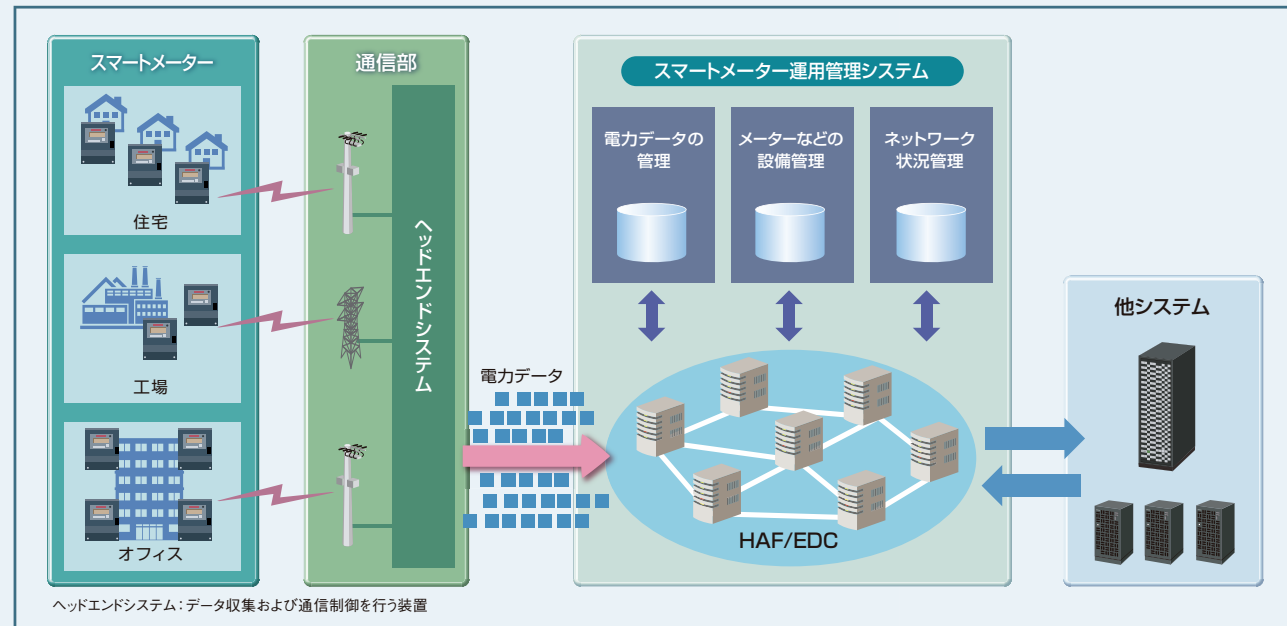 スマートメーター
住宅
工場
オフィス
通信部
ヘッドエンドシステム
電力データ
スマートメーター運用管理システム
電力データの
管理
メーターなどの
設備管理
ネットワーク
状況管理
HAF/EDC
他システム
ヘッドエンドシステム：データ収集および通信制御を行う装置